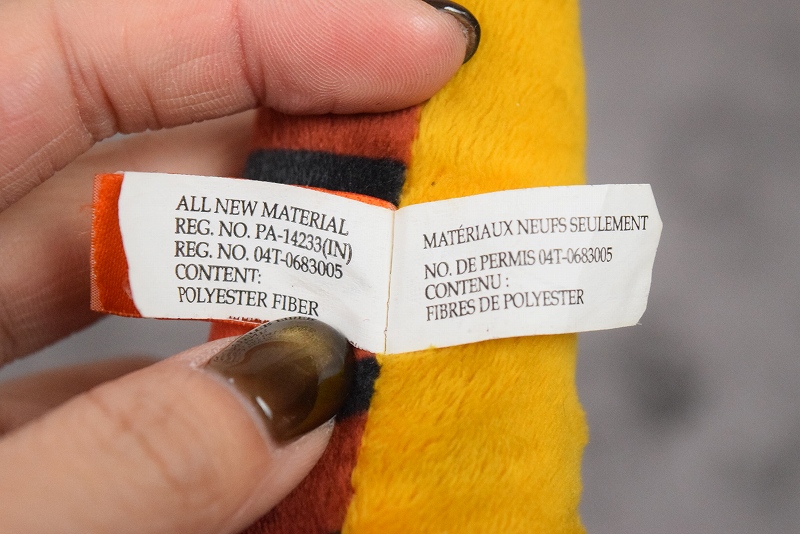 ALL NEW MATERIAL
REG. NO. PA-14233(IN)
REG. NO. 04T-0683005
CONTENT:
POLYESTER FIBER
MATÉRIAUX NEUFS SEULEMENT
NO. DE PERMIS 04T-0683005
CONTENU :
FIBRES DE POLYESTER